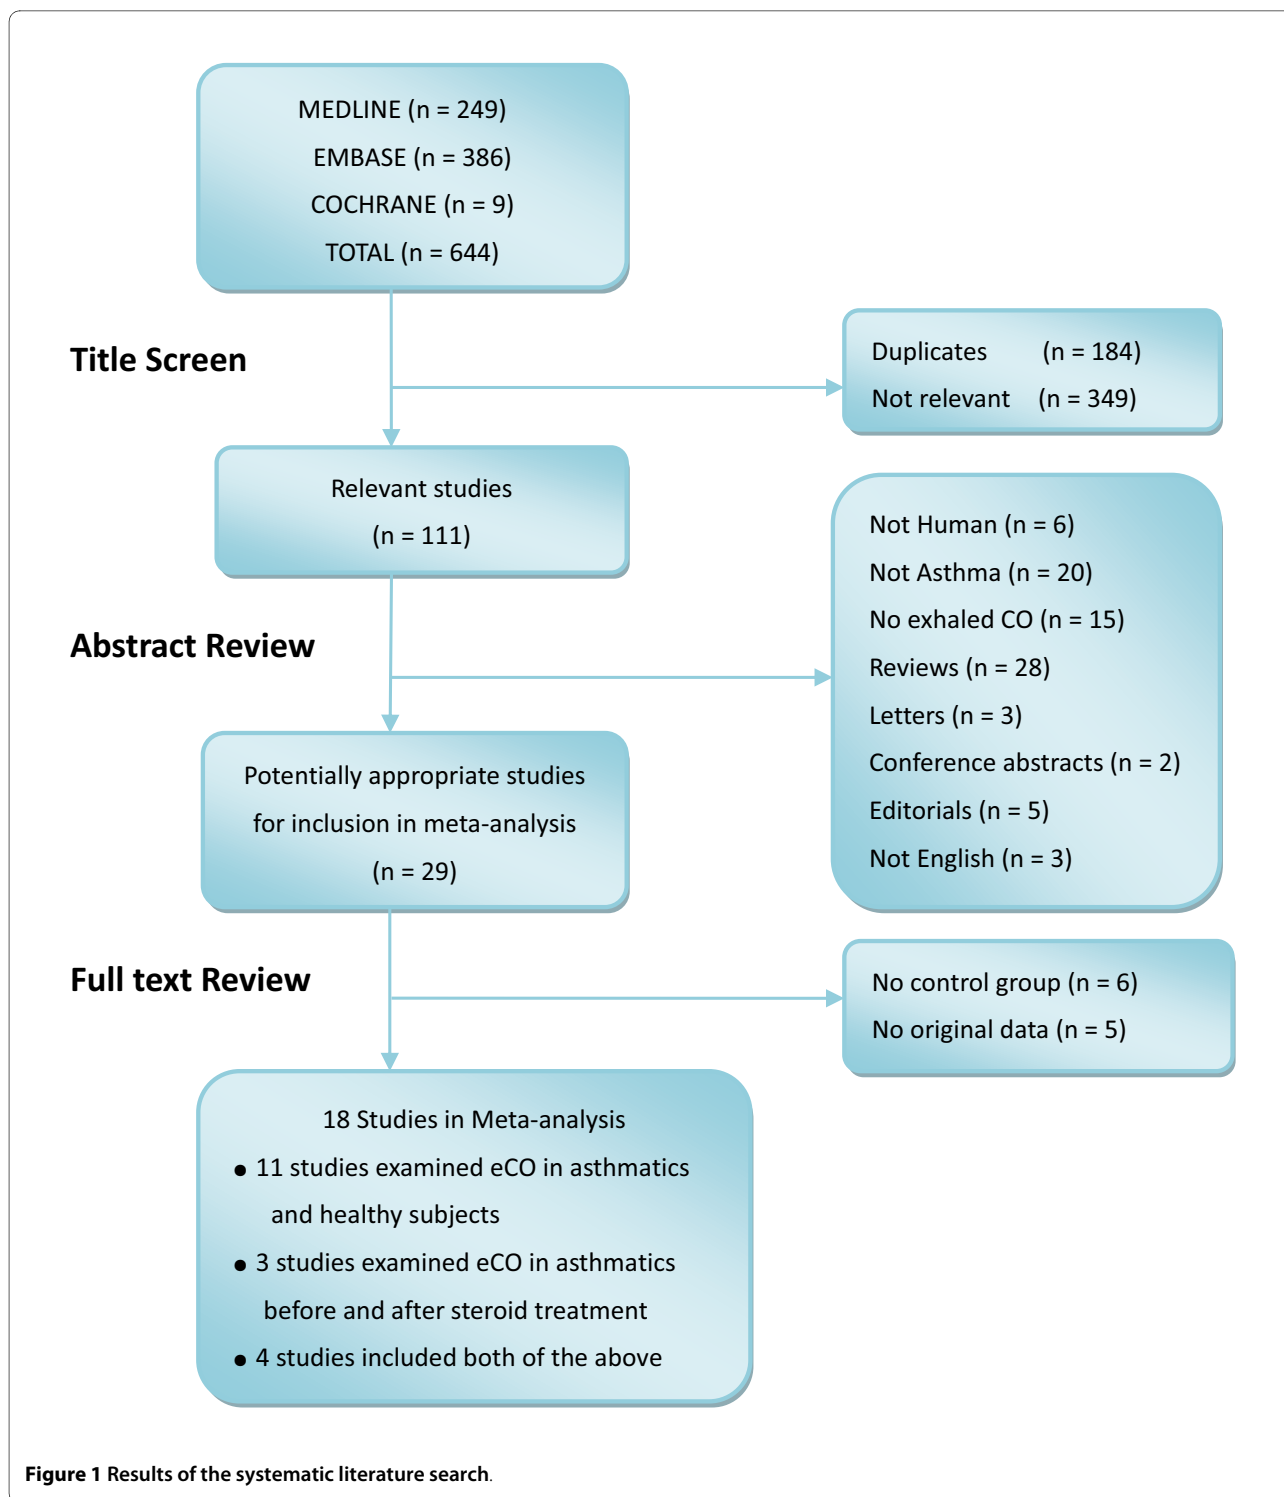 MEDLINE (n = 249)
EMBASE (n = 386)
COCHRANE (n = 9)
TOTAL (n = 644)
Title Screen
Duplicates (n = 184)
Not relevant (n = 349)
Relevant studies
(n = 111)
Abstract Review
Not Human (n = 6)
Not Asthma (n = 20)
No exhaled CO (n = 15)
Reviews (n = 28)
Letters (n = 3)
Conference abstracts (n = 2)
Editorials (n = 5)
Not English (n = 3)
Potentially appropriate studies
for inclusion in meta-analysis
(n = 29)
Full text Review
No control group (n = 6)
No original data (n = 5)
18 Studies in Meta-analysis
• 11 studies examined eCO in asthmatics
and healthy subjects
• 3 studies examined eCO in asthmatics
before and after steroid treatment
• 4 studies included both of the above
Figure 1 Results of the systematic literature search.